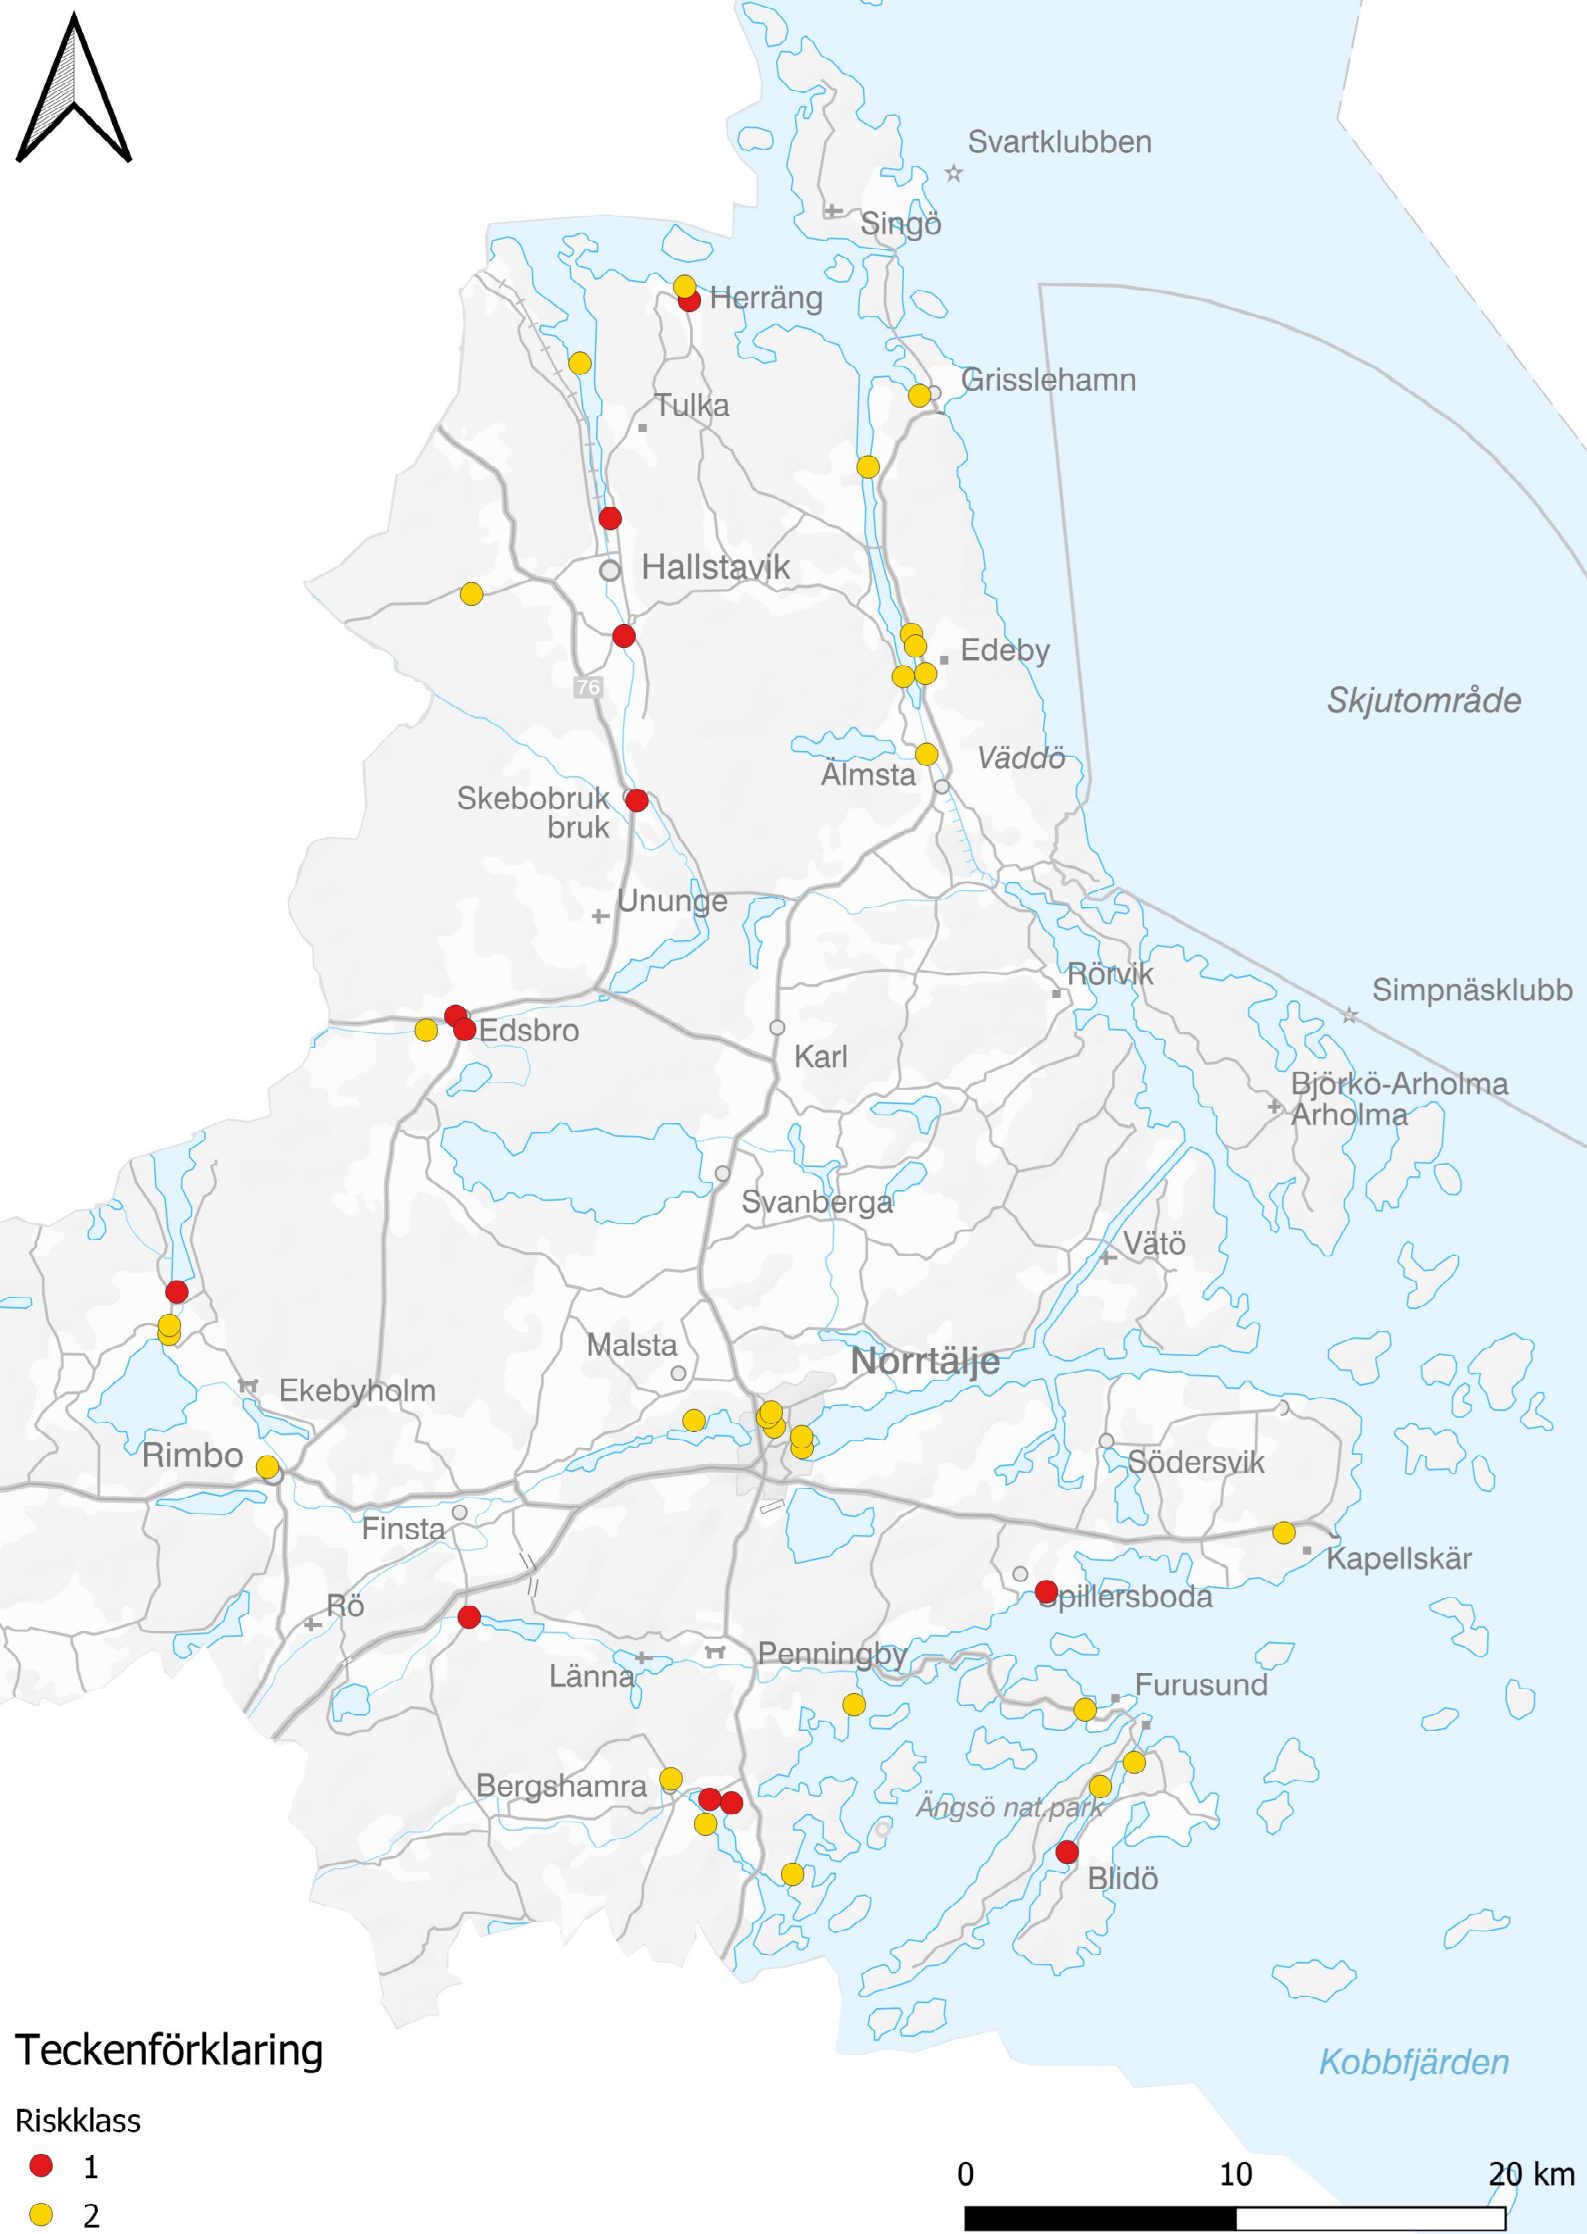 Svartklubben
Singö
Herräng
Grisslehamn
Tulka
Hallstavik
Edeby
76
Skjutområde
Väddö
Älmsta
Skebobruk
bruk
Ununge
Rörvik
Simpnäsklubb
Edsbro
Karl
Björkö-Arholma
Arholma
Svanberga
Vätö
Malsta
Norrtälje
Ekebyholm
Rimbo
Södersvik
Finsta
Kapellskär
Spillersboda
Rö
Penningby
Länna
Furusund
Bergshamra
Ängsö nat.park
Blidö
Teckenförklaring
Kobbfjärden
Riskklass
1
2
0 10 20 km